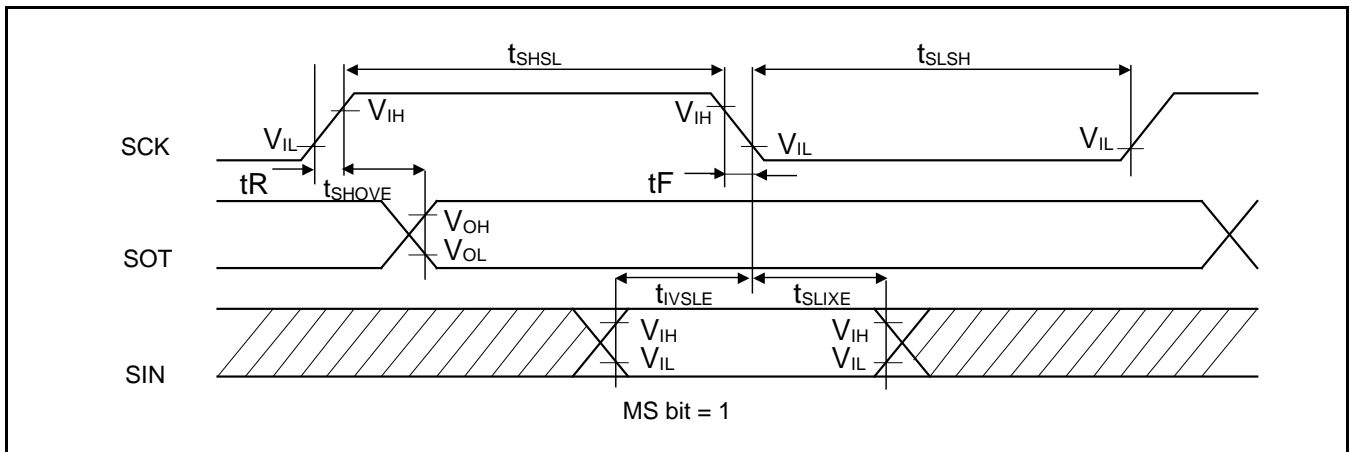 tSHSL
tSLSH
SCK
VIL
VIH
VIH
VIL
VIL
tR
tSHOVE
tF
SOT
VOH
VOL
tIVSLE
tSLIXE
SIN
VIH
VIL
VIH
VIL
MS bit = 1